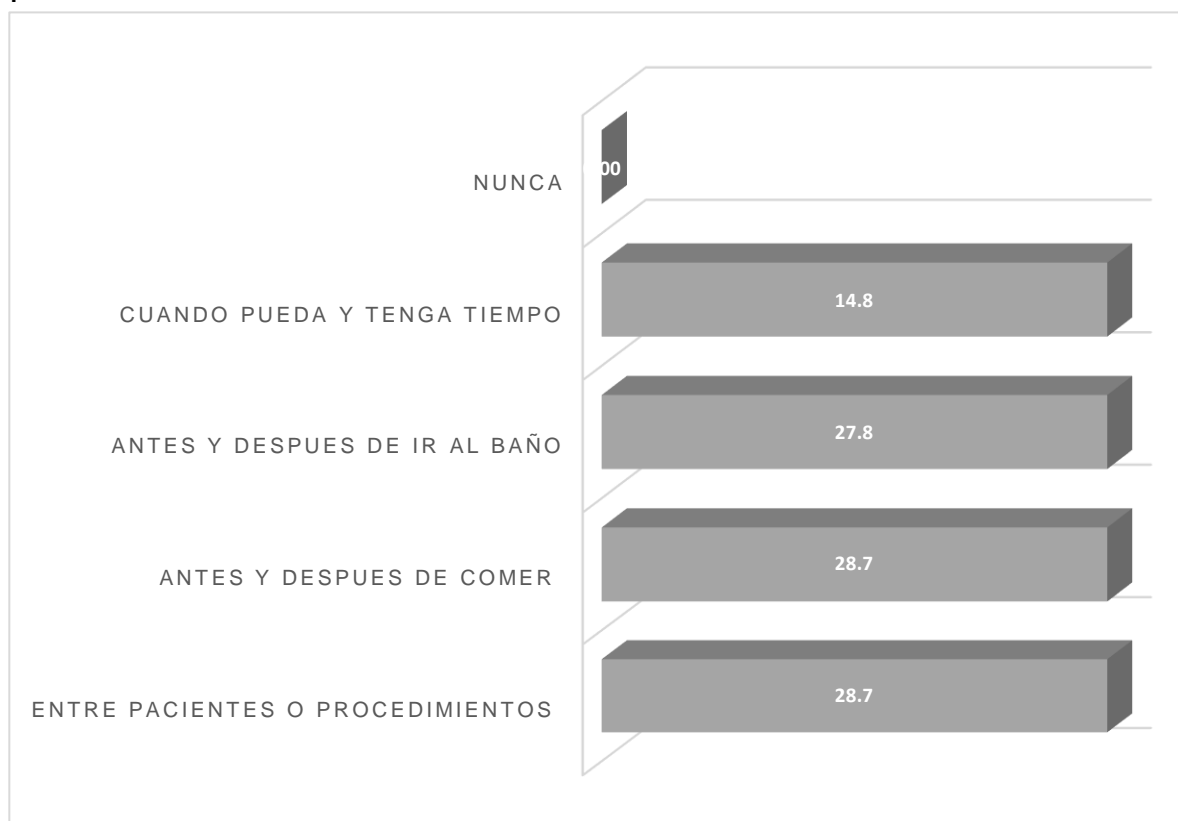 NUNCA
00
CUANDO PUEDA Y TENGA TIEMPO
14.8
ANTES Y DESPUES DE IR AL BAÑO
27.8
ANTES Y DESPUES DE COMER
28.7
ENTRE PACIENTES O PROCEDIMIENTOS
28.7